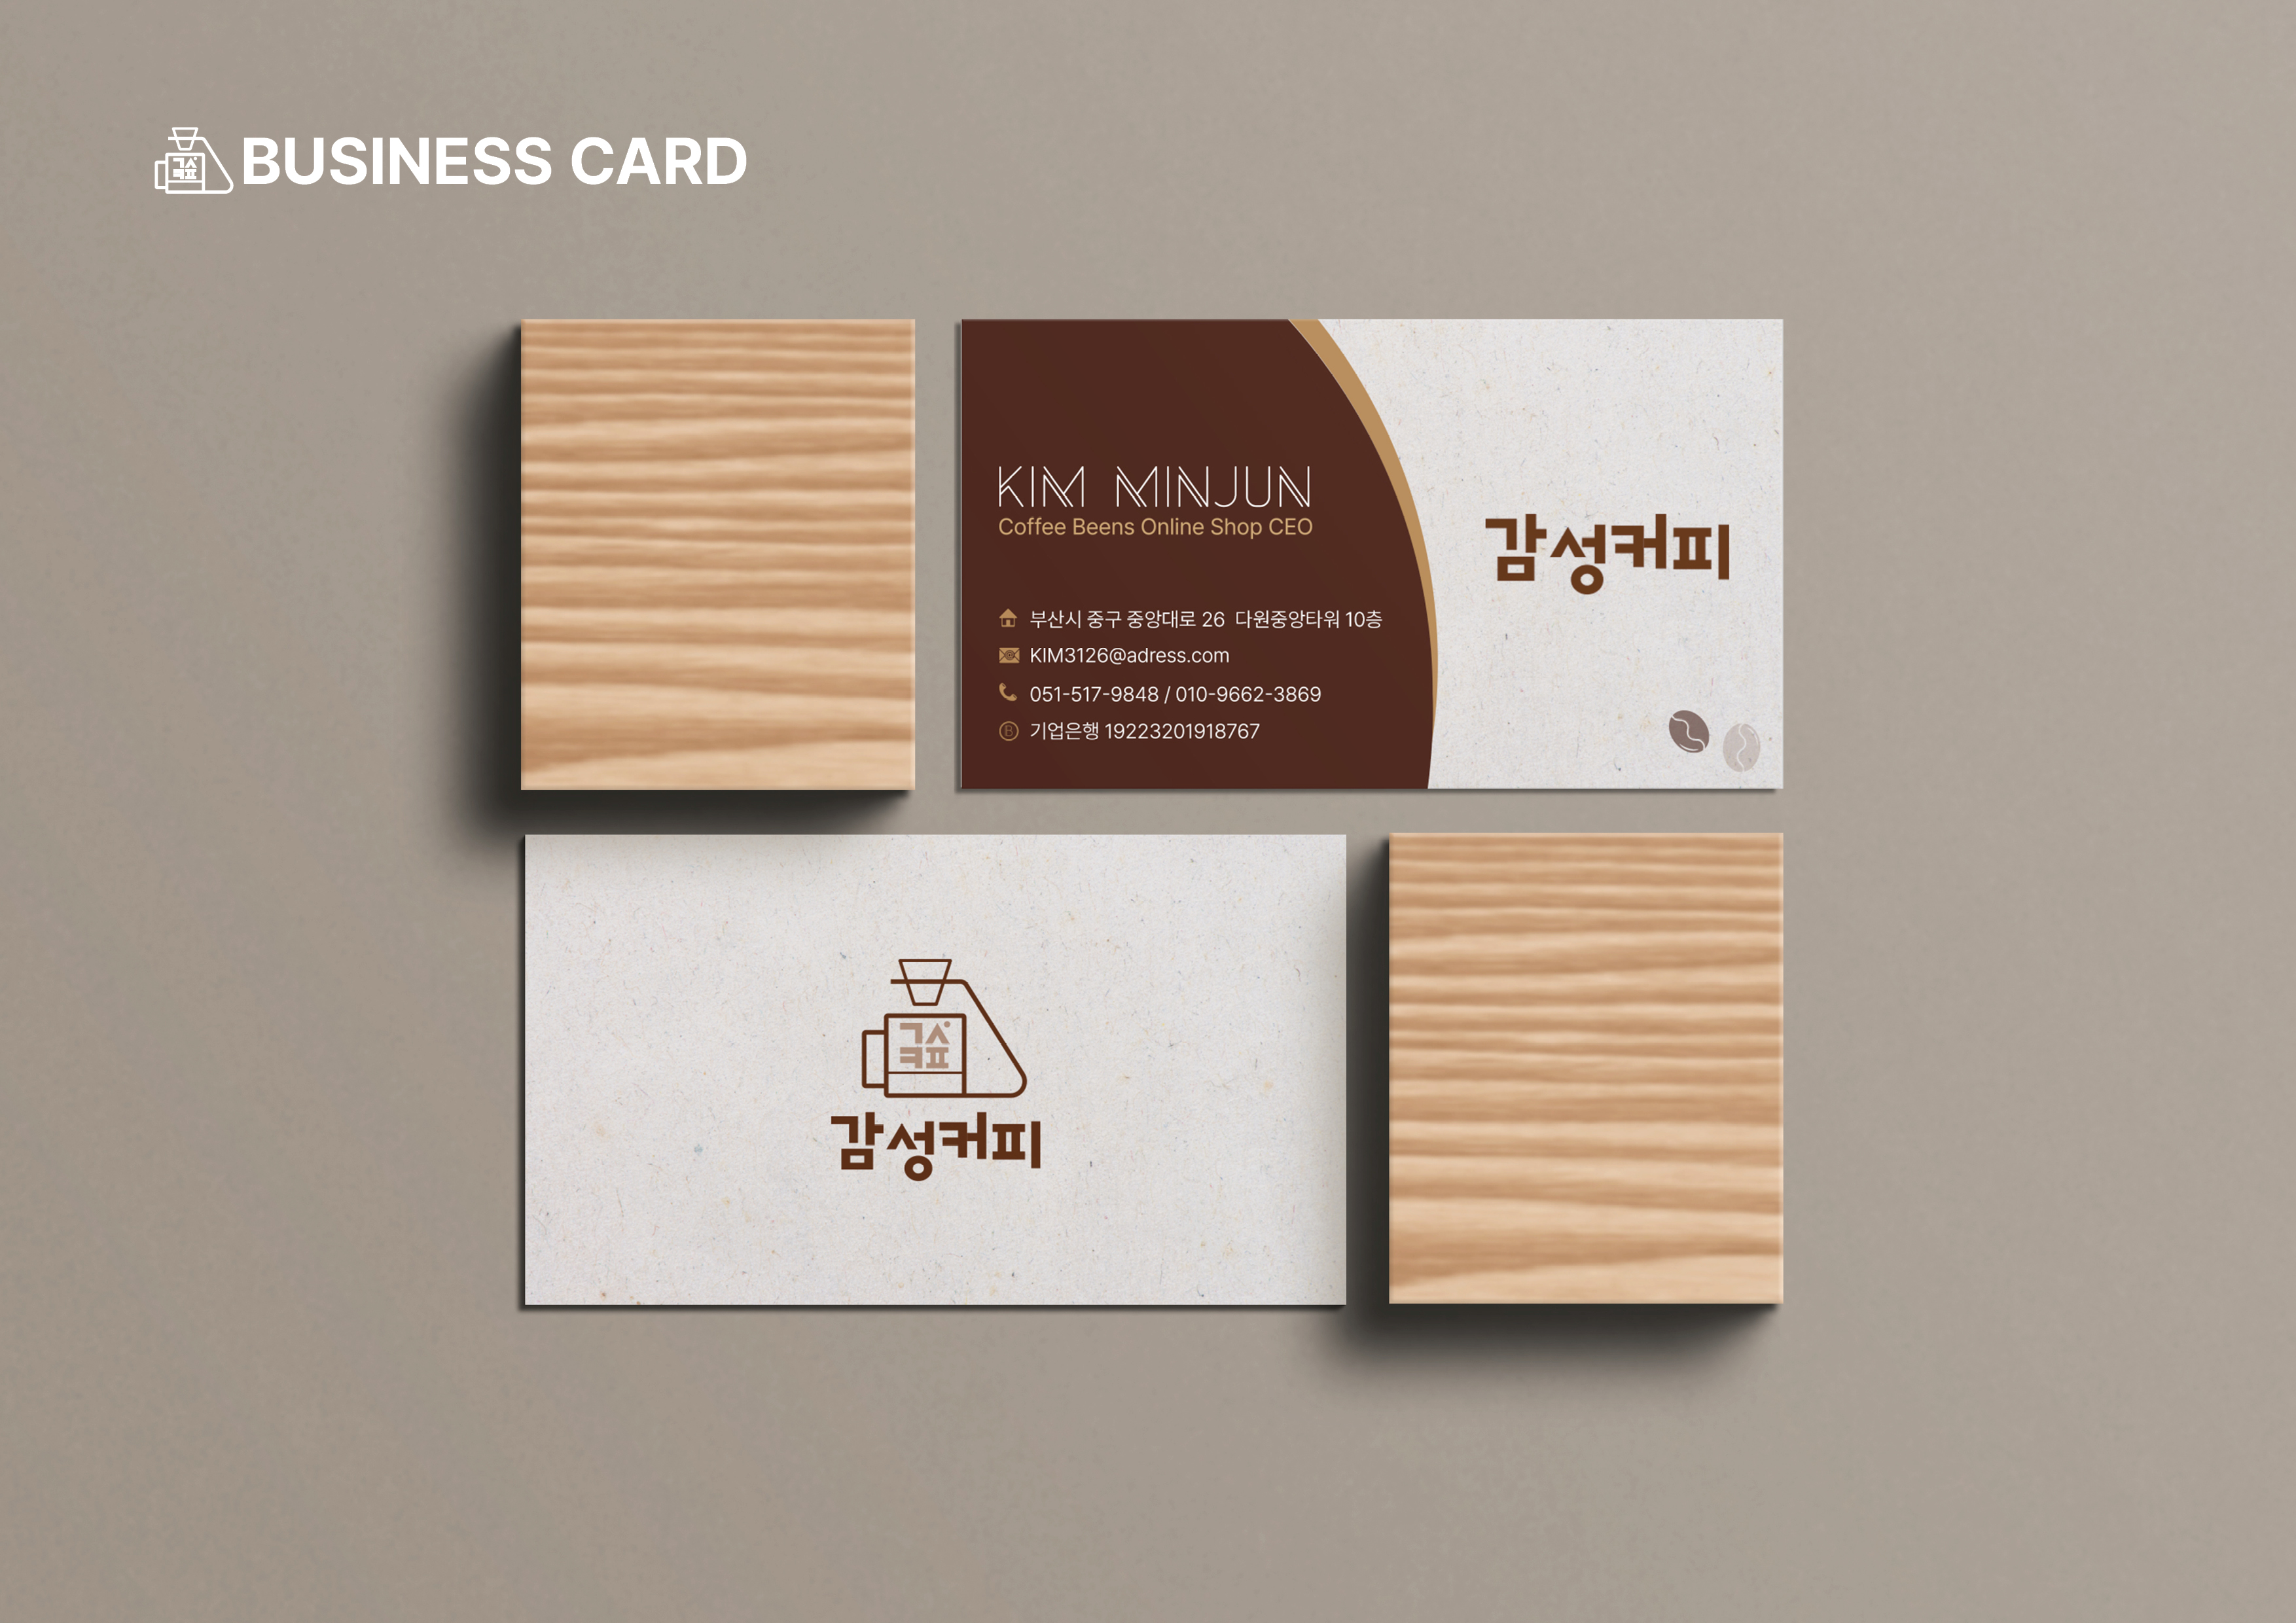 BUSINESS CARD
KIM MINJUN
Coffee Beens Online Shop CEO
부산시 중구 중앙대로 26 다원중앙타워 10층
KIM3126@adress.com
051-517-9848 / 010-9662-3869
기업은행 19223201918767
감성커피
감성커피